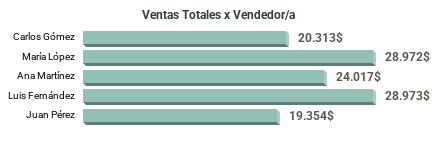 Ventas Totales x Vendedor/a
Carlos Gómez 20.313$
María López 28.972$
Ana Martínez 24.017$
Luis Fernández 28.973$
Juan Pérez 19.354$